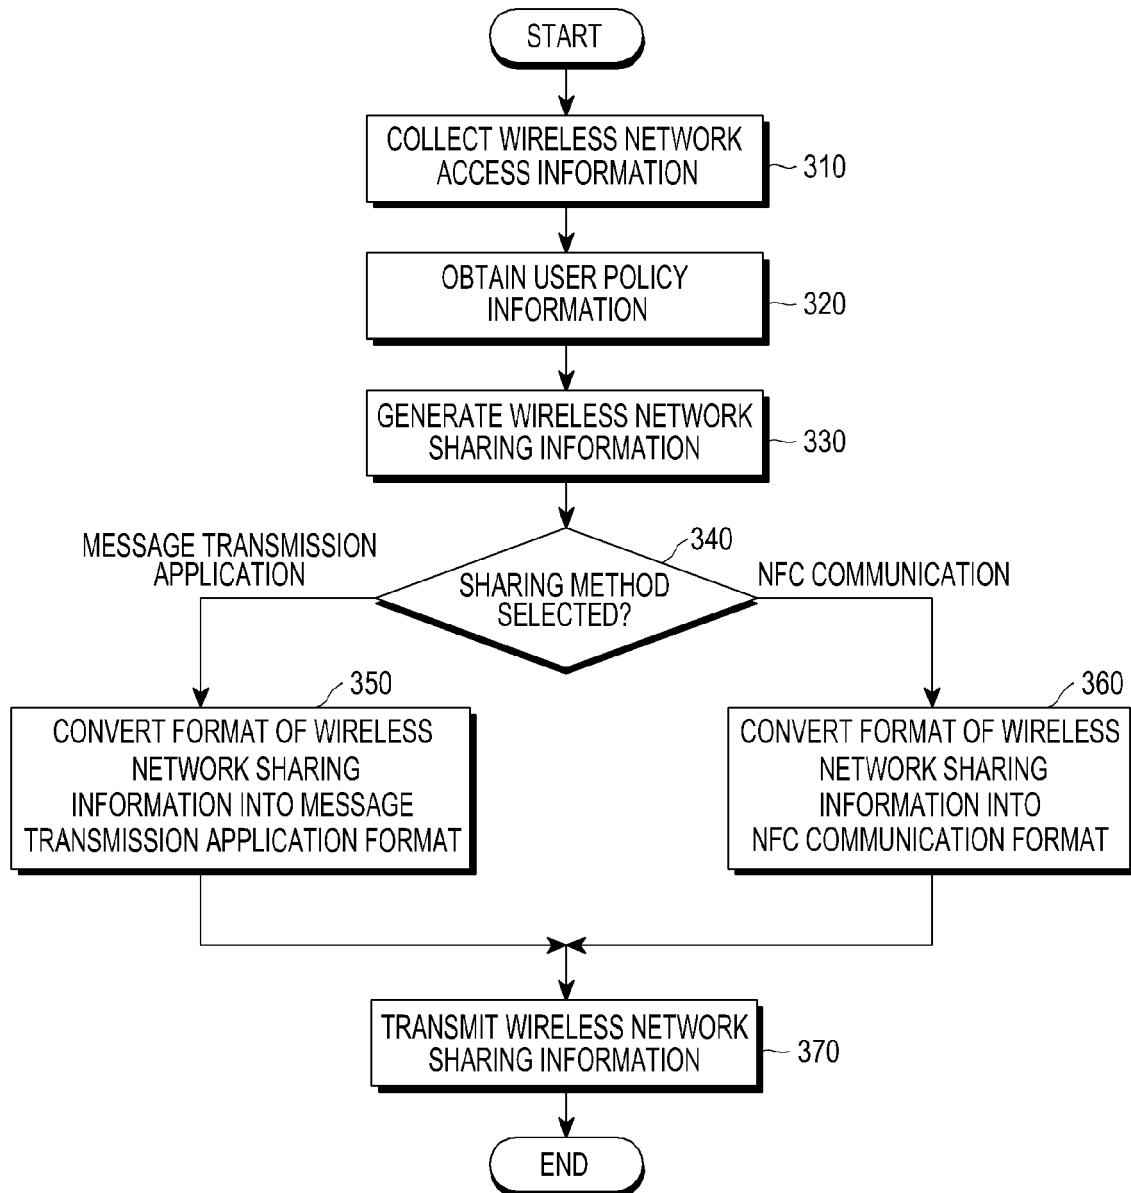 START
COLLECT WIRELESS NETWORK
ACCESS INFORMATION
310
OBTAIN USER POLICY
INFORMATION
320
GENERATE WIRELESS NETWORK
SHARING INFORMATION
330
340
MESSAGE TRANSMISSION
APPLICATION
SHARING METHOD
SELECTED?
NFC COMMUNICATION
350
CONVERT FORMAT OF WIRELESS
NETWORK SHARING
INFORMATION INTO MESSAGE
TRANSMISSION APPLICATION FORMAT
360
CONVERT FORMAT OF WIRELESS
NETWORK SHARING
INFORMATION INTO
NFC COMMUNICATION FORMAT
TRANSMIT WIRELESS NETWORK
SHARING INFORMATION
370
END